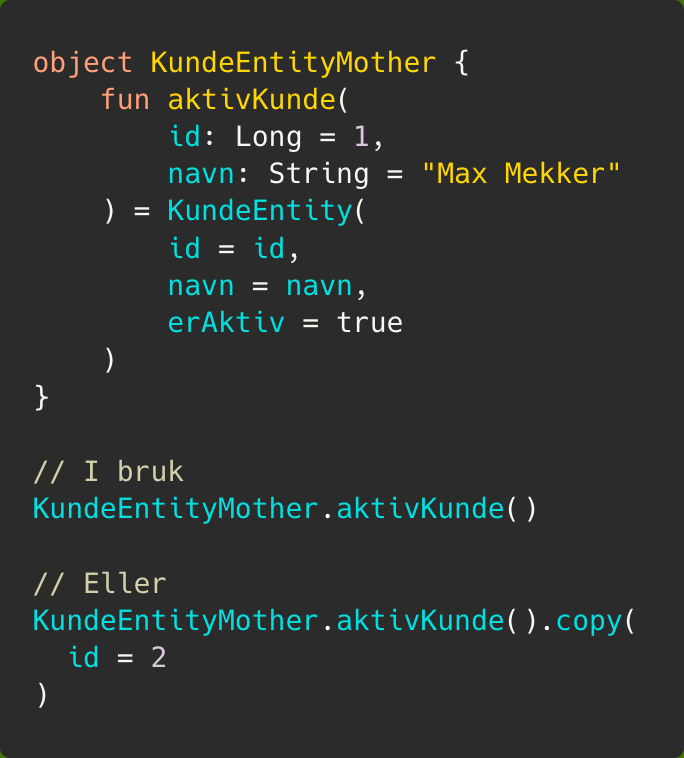 object KundeEntityMother {
    fun aktivKunde(
        id: Long = 1,
        navn: String = "Max Mekker"
    ) = KundeEntity(
        id = id,
        navn = navn,
        erAktiv = true
    )
}

// I bruk
KundeEntityMother.aktivKunde()

// Eller
KundeEntityMother.aktivKunde().copy(
  id = 2
)